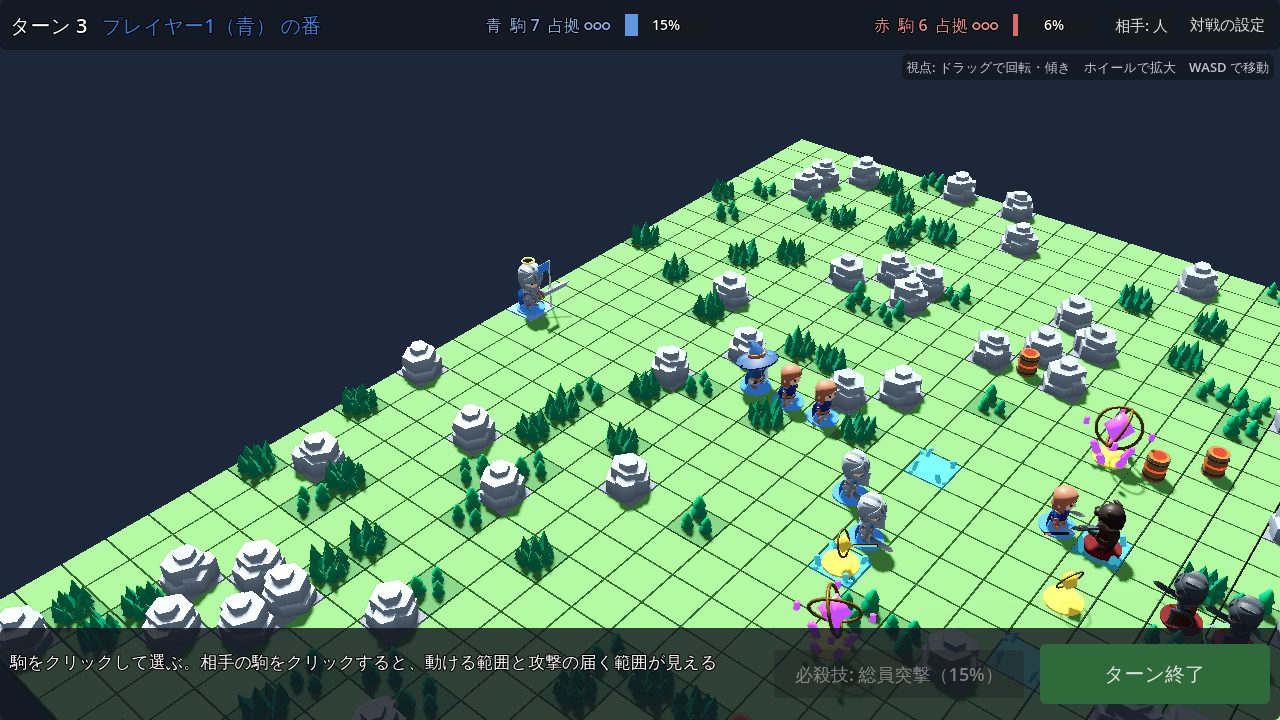 ターン 3 プレイヤー1（青） の番 青 駒 7 占拠 ○○○ 15% 赤 駒 6 占拠 ○○○ 6% 相手: 人 対戦の設定
視点: ドラッグで回転・傾き ホイールで拡大 WASD で移動
駒をクリックして選ぶ。相手の駒をクリックすると、動ける範囲と攻撃の届く範囲が見える
必殺技: 総員突撃（15%）
ターン終了